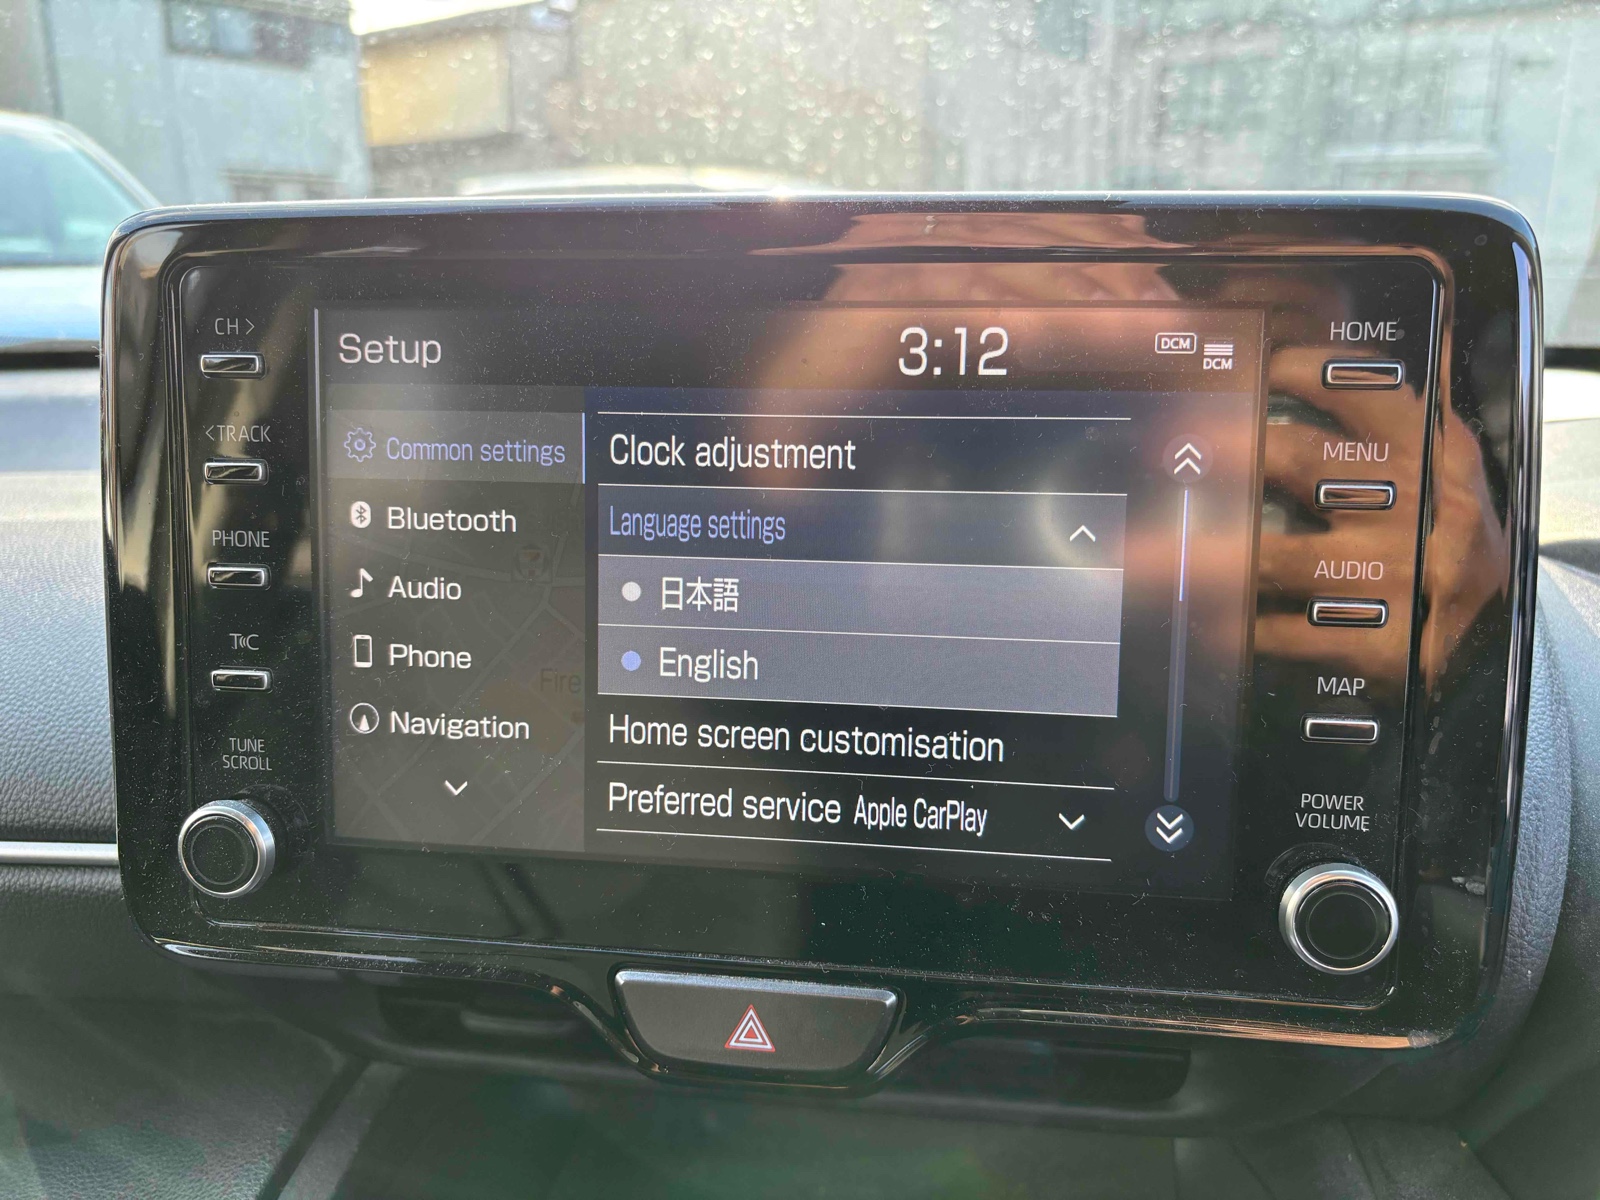 CH >
<TRACK
PHONE
TC
TUNE
SCROLL
Setup
3:12
DCM
DCM
Common settings
Bluetooth
Audio
Phone
Navigation
Fire
Clock adjustment
Language settings
日本語
English
Home screen customisation
Preferred service Apple CarPlay
HOME
MENU
AUDIO
MAP
POWER
VOLUME